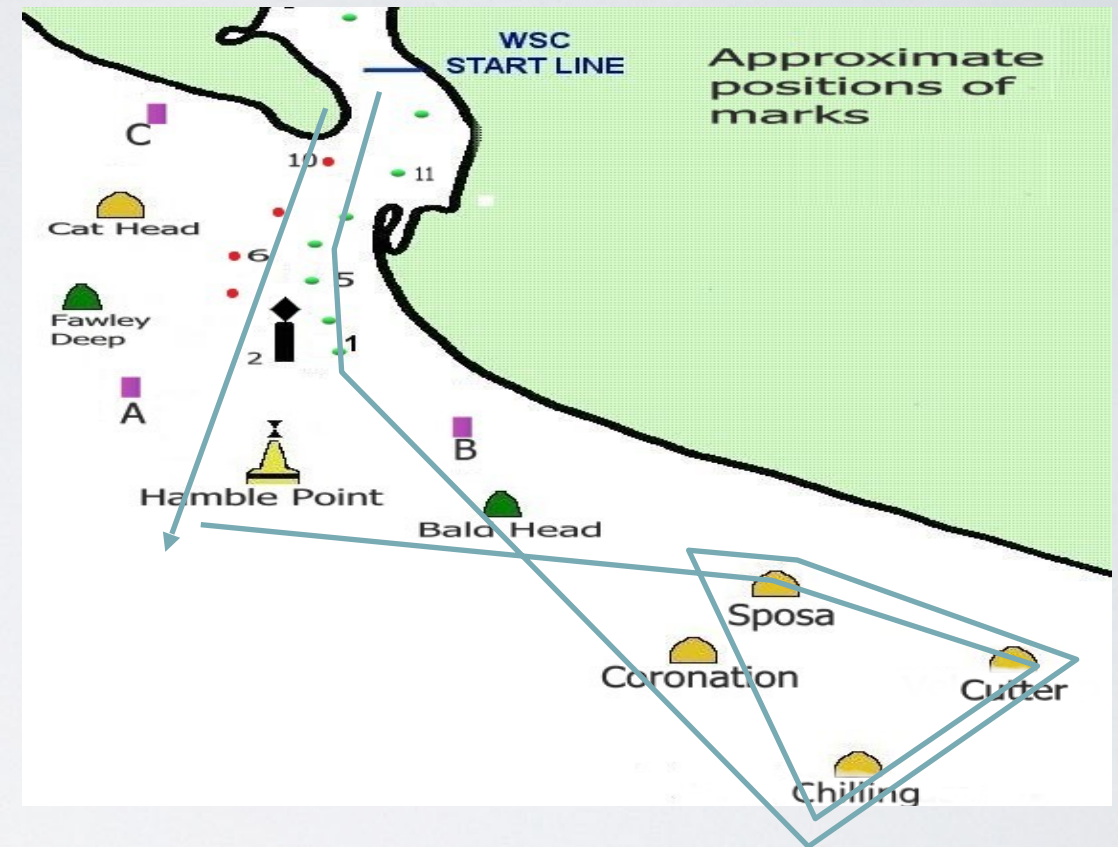 WSC
START LINE
Approximate
positions of
marks
C
10
11
Cat Head
6
5
Fawley
Deep
1
2
A
B
Hamble Point
Bald Head
Sposa
Coronation
Cutter
Chilling